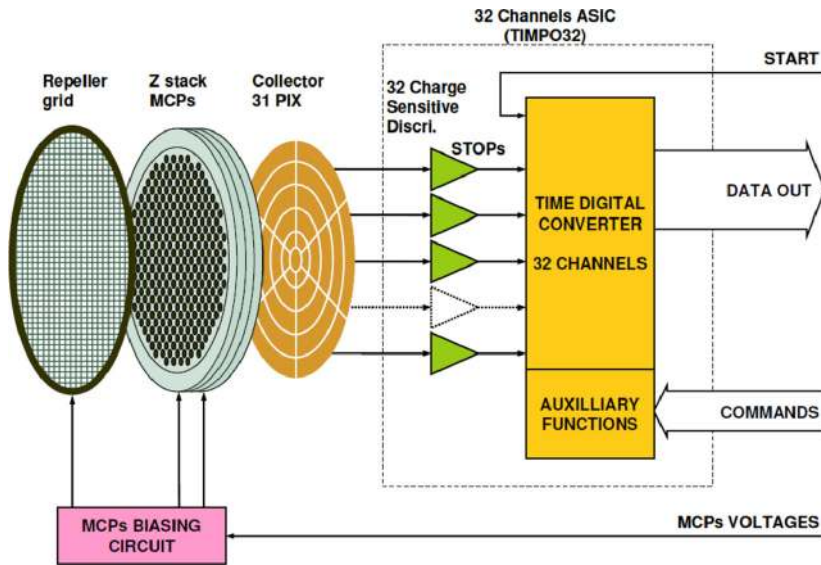 32 Channels ASIC
(TIMPO32)
START
Repeller
grid
Z stack
MCPs
Collector
31 PIX
32 Charge
Sensitive
Discri.
STOPs
TIME DIGITAL
CONVERTER
32 CHANNELS
DATA OUT
AUXILLIARY
FUNCTIONS
COMMANDS
MCPs BIASING
CIRCUIT
MCPs VOLTAGES